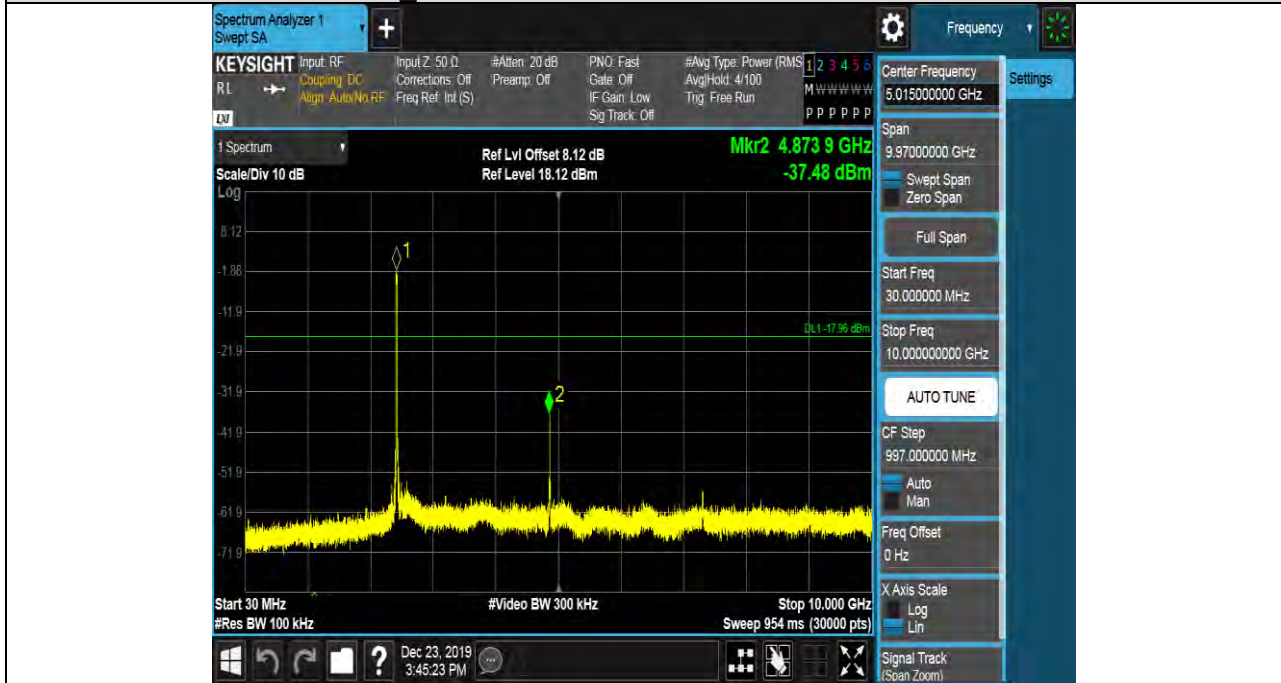 Spectrum Analyzer 1
Swept SA
Frequency
KEYSIGHT
RL
LXI
Input: RF
Coupling: DC
Align: Auto/No RF
Input Z: 50 Ω
Corrections: Off
Freq Ref: Int (S)
#Atten: 20 dB
Preamp: Off
PNO: Fast
Gate: Off
IF Gain: Low
Sig Track: Off
#Avg Type: Power (RMS
Avg|Hold: 4/100
Trig: Free Run
1 2 3 4 5 6
M W W W W W
P P P P P P
1 Spectrum
Scale/Div 10 dB
Log
Ref Lvl Offset 8.12 dB
Ref Level 18.12 dBm
Mkr2 4.873 9 GHz
-37.48 dBm
8.12
-1.88
-11.9
-21.9
-31.9
-41.9
-51.9
-61.9
-71.9
1
2
DL1 -17.96 dBm
Start 30 MHz
#Res BW 100 kHz
#Video BW 300 kHz
Stop 10.000 GHz
Sweep 954 ms (30000 pts)
Center Frequency
5.015000000 GHz
Settings
Span
9.97000000 GHz
Swept Span
Zero Span
Full Span
Start Freq
30.000000 MHz
Stop Freq
10.000000000 GHz
AUTO TUNE
CF Step
997.000000 MHz
Auto
Man
Freq Offset
0 Hz
X Axis Scale
Log
Lin
Signal Track
(Span Zoom)
?
Dec 23, 2019
3:45:23 PM